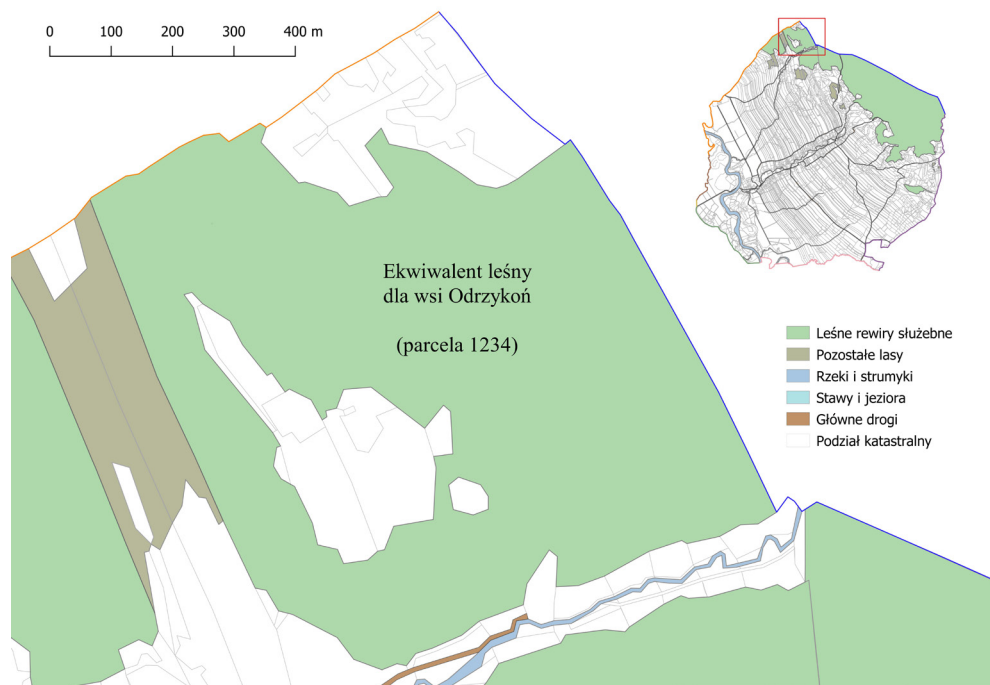 0 100 200 300 400 m
Ekwiwalent leśny
dla wsi Odrzykoń
(parcela 1234)
Leśne rewiry służebne
Pozostałe lasy
Rzeki i strumyki
Stawy i jeziora
Główne drogi
Podział katastralny